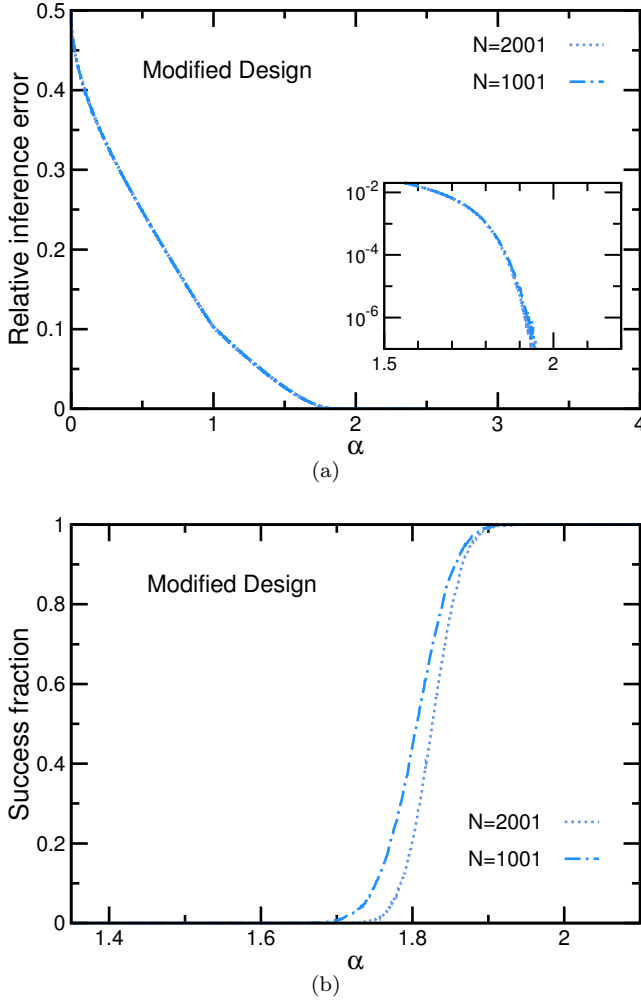 0.5
N=2001
Modified Design
N=1001
0.4
Relative inference error
0.3
10-2
0.2
10-4
0.1
10-6
1.5
2
0
0
1
2
3
4
α
(a)
1
Modified Design
0.8
Success fraction
0.6
0.4
N=2001
0.2
N=1001
0
1.4
1.6
1.8
2
α
(b)